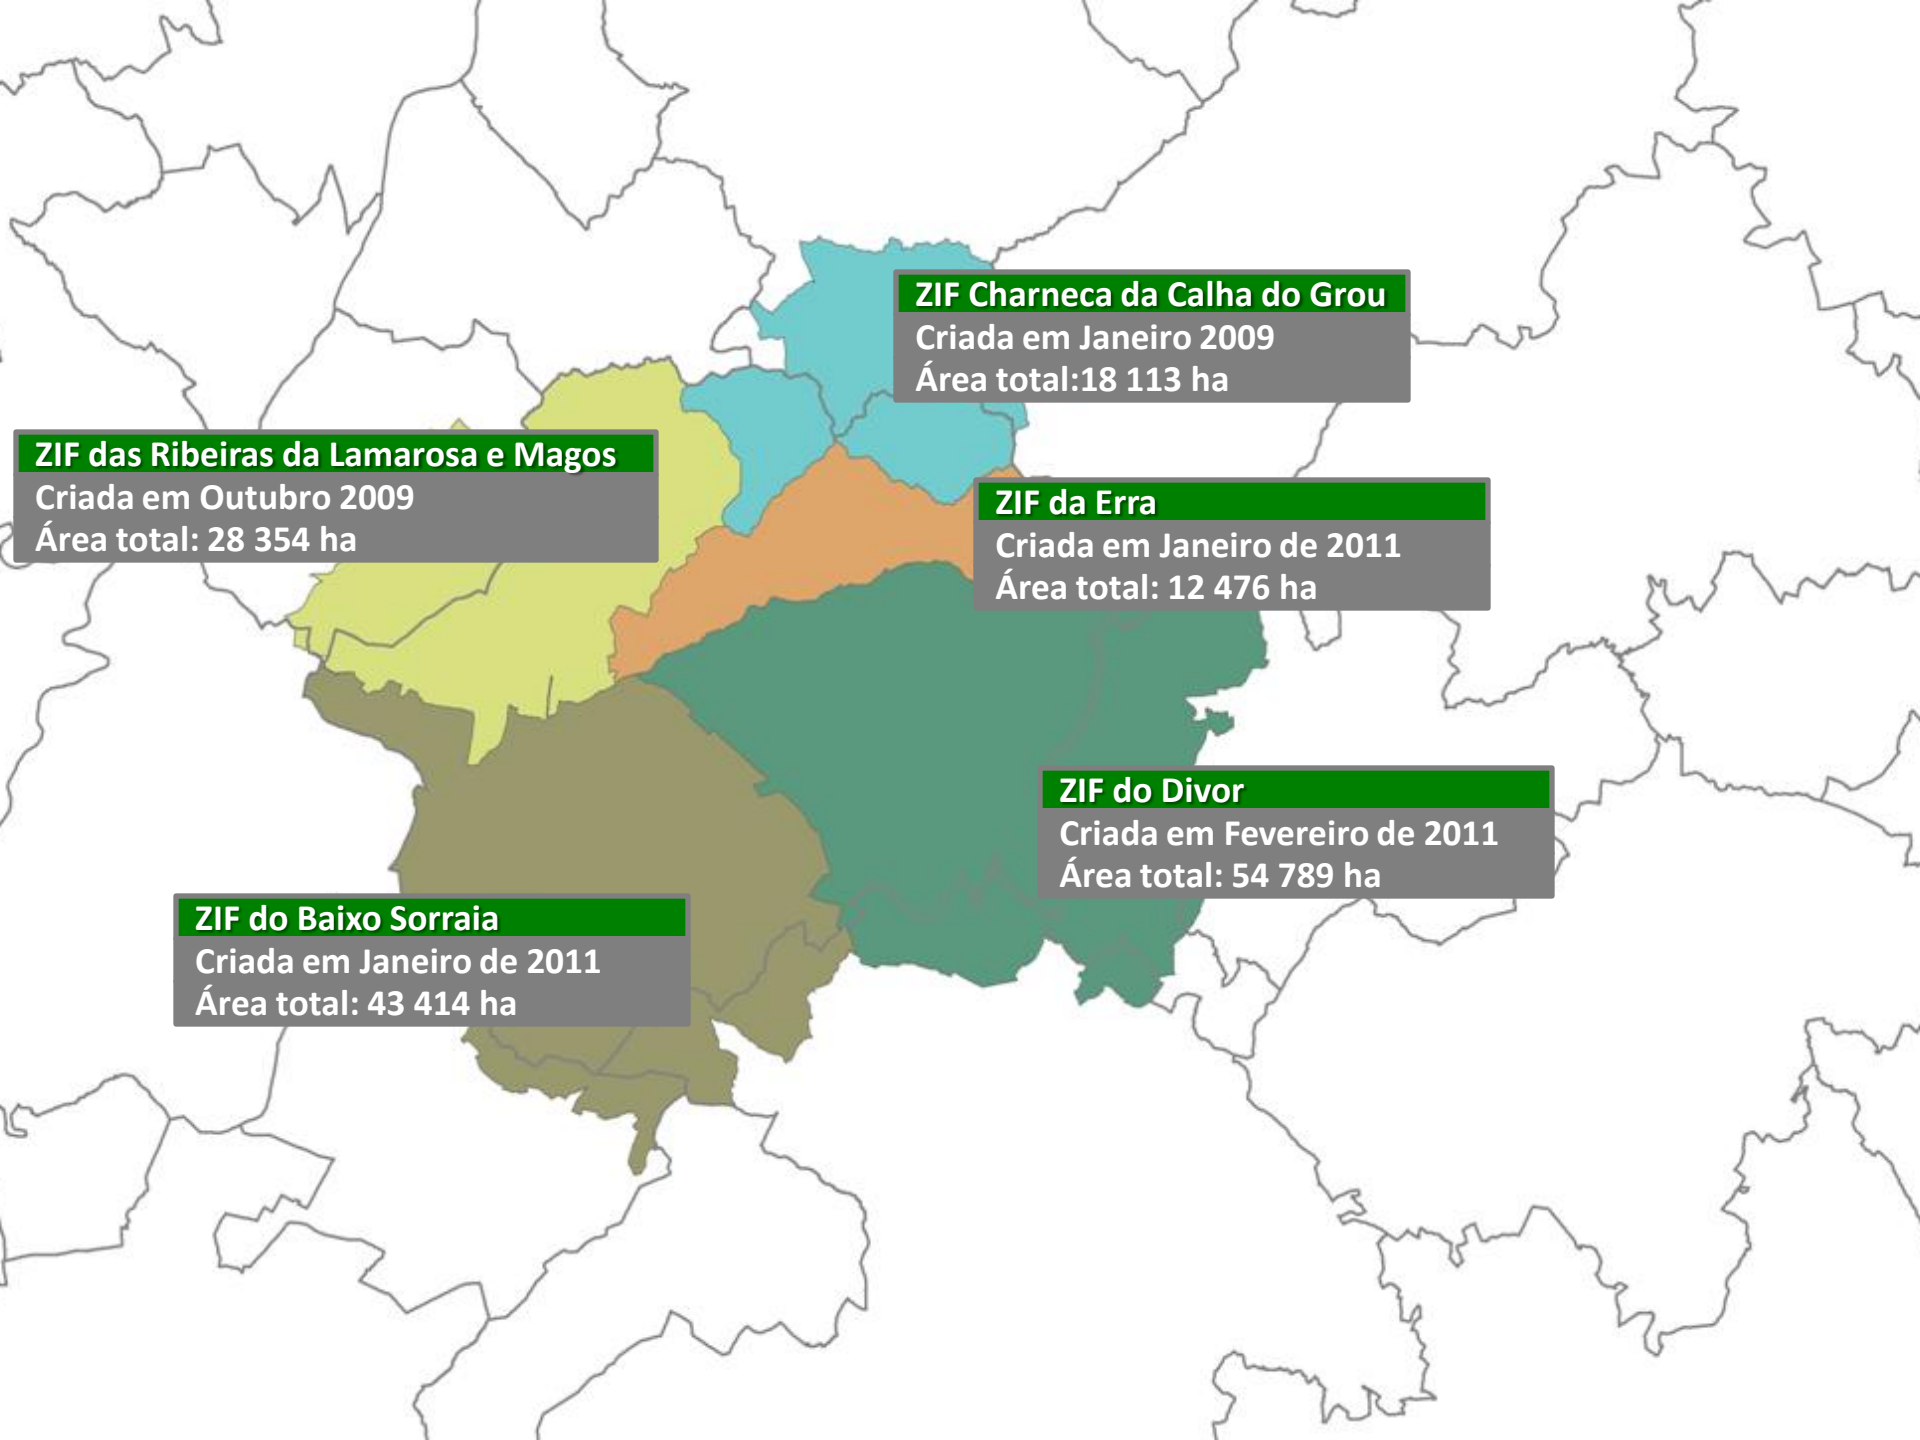 ZIF Charneca da Calha do Grou
Criada em Janeiro 2009
Área total:18 113 ha
ZIF das Ribeiras da Lamarosa e Magos
Criada em Outubro 2009
Área total: 28 354 ha
ZIF da Erra
Criada em Janeiro de 2011
Área total: 12 476 ha
ZIF do Divor
Criada em Fevereiro de 2011
Área total: 54 789 ha
ZIF do Baixo Sorraia
Criada em Janeiro de 2011
Área total: 43 414 ha